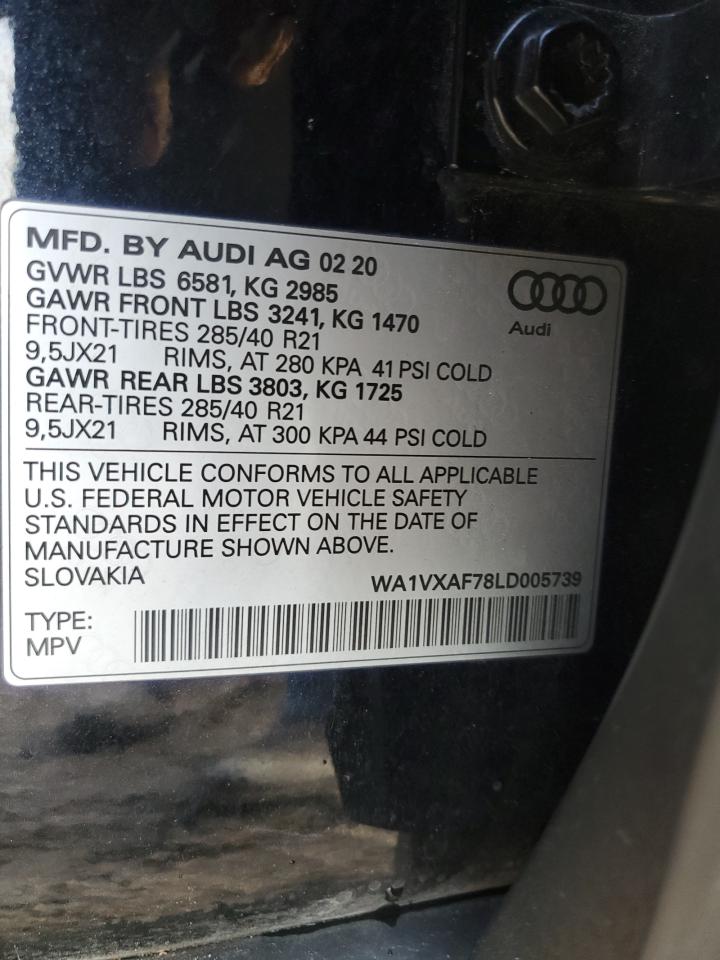 MFD. BY AUDI AG 02 20
GVWR LBS 6581, KG 2985
GAWR FRONT LBS 3241, KG 1470
FRONT-TIRES 285/40 R21
9,5JX21 RIMS, AT 280 KPA 41 PSI COLD
GAWR REAR LBS 3803, KG 1725
REAR-TIRES 285/40 R21
9,5JX21 RIMS, AT 300 KPA 44 PSI COLD
Audi
THIS VEHICLE CONFORMS TO ALL APPLICABLE
U.S. FEDERAL MOTOR VEHICLE SAFETY
STANDARDS IN EFFECT ON THE DATE OF
MANUFACTURE SHOWN ABOVE.
SLOVAKIA WA1VXAF78LD005739
TYPE:
MPV